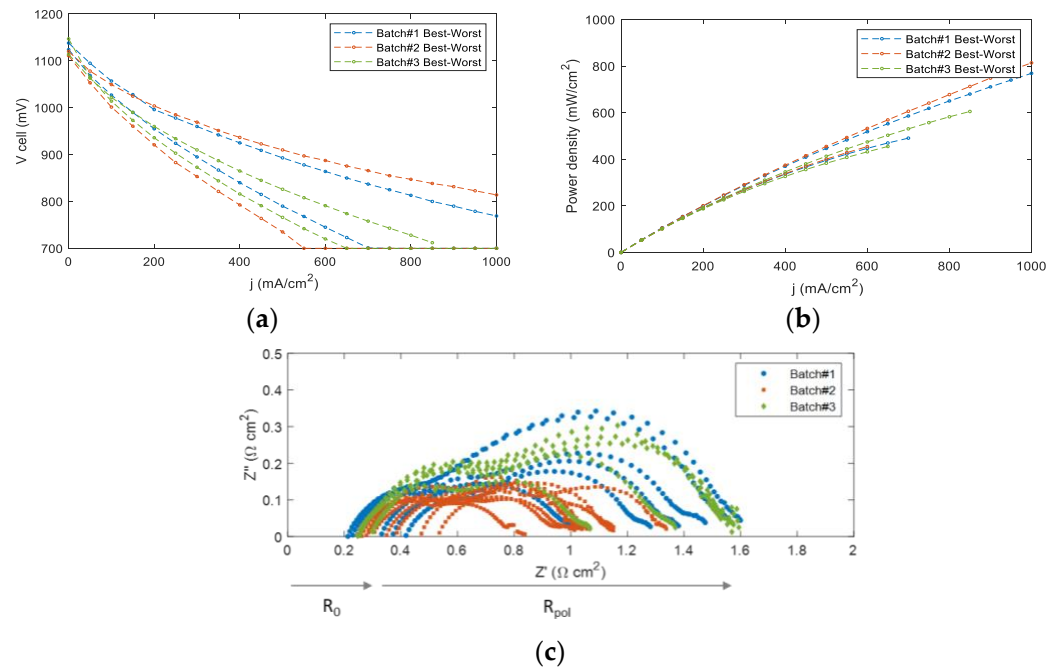 1200
1100
1000
900
800
700
V cell (mV)
0
200
400
600
800
1000
j (mA/cm²)
Batch#1 Best-Worst
Batch#2 Best-Worst
Batch#3 Best-Worst
(a)
1000
800
600
400
200
0
Power density (mW/cm²)
0
200
400
600
800
1000
j (mA/cm²)
Batch#1 Best-Worst
Batch#2 Best-Worst
Batch#3 Best-Worst
(b)
0.5
0.4
0.3
0.2
0.1
0
Z" (Ω cm²)
0
0.2
0.4
0.6
0.8
1
1.2
1.4
1.6
1.8
2
Z' (Ω cm²)
Batch#1
Batch#2
Batch#3
R₀
Rpol
(c)